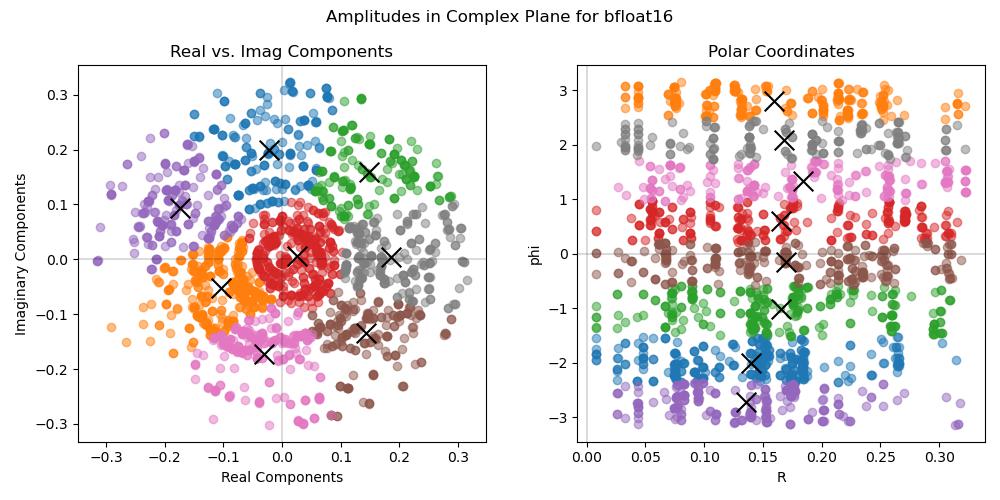 Amplitudes in Complex Plane for bfloat16
Real vs. Imag Components
Imaginary Components
0.3
0.2
0.1
0.0
−0.1
−0.2
−0.3
−0.3 −0.2 −0.1 0.0 0.1 0.2 0.3
Real Components
Polar Coordinates
phi
3
2
1
0
−1
−2
−3
0.00 0.05 0.10 0.15 0.20 0.25 0.30
R